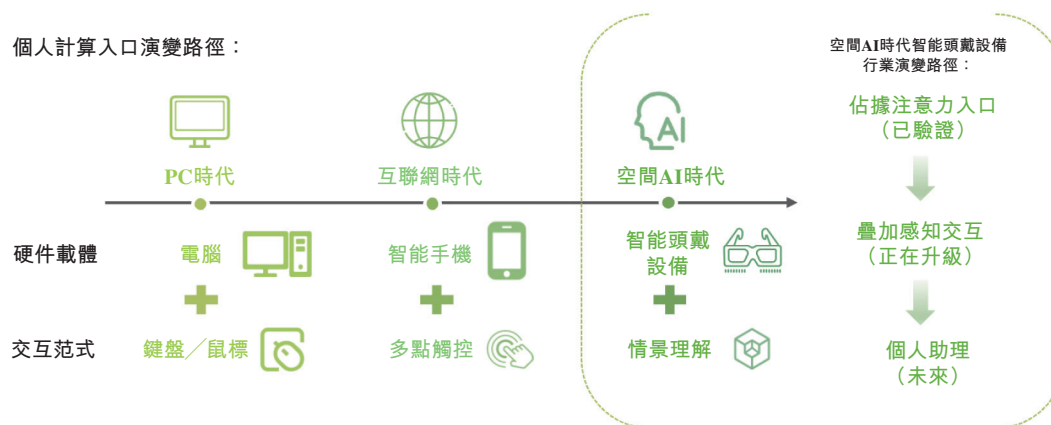 個人計算入口演變路徑：
空間AI時代智能頭戴設備
行業演變路徑：
AI
PC時代
互聯網時代
空間AI時代
硬件載體
電腦
智能手機
智能頭戴
設備
交互范式
鍵盤／鼠標
多點觸控
情景理解
佔據注意力入口
（已驗證）
疊加感知交互
（正在升級）
個人助理
（未來）